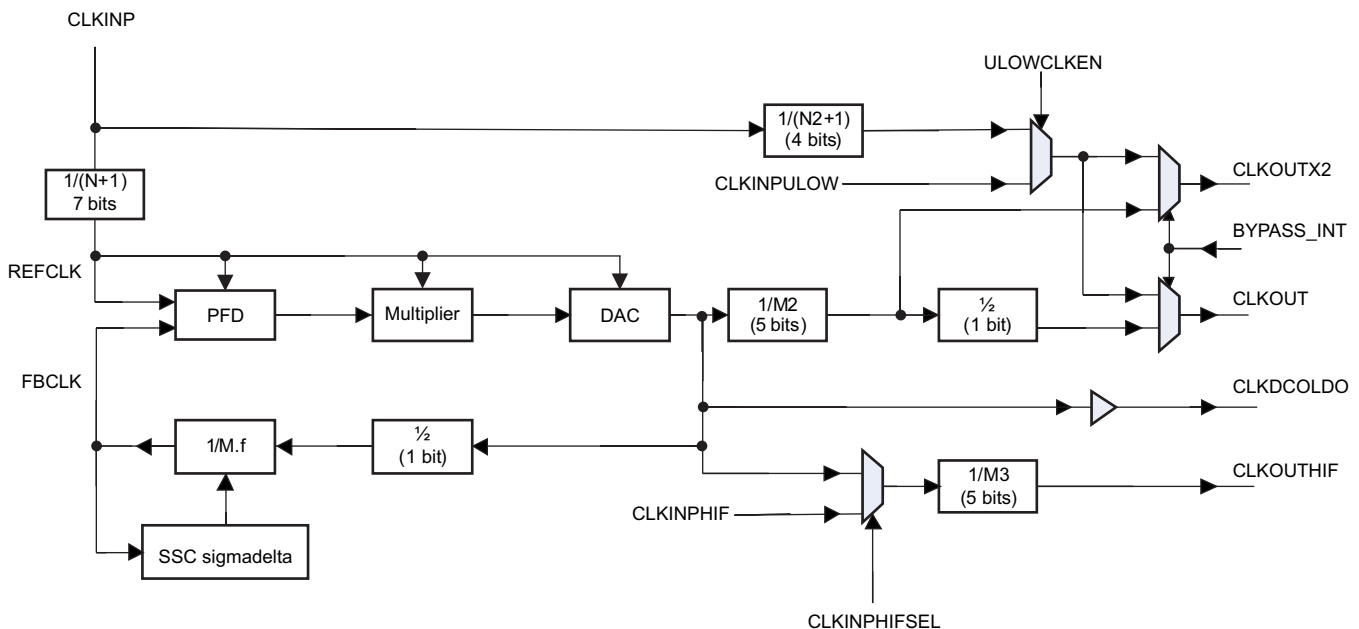 CLKINP
ULOWCLKEN
1/(N2+1)
(4 bits)
CLKINPULOW
CLKOUTX2
1/(N+1)
7 bits
BYPASS_INT
REFCLK
PFD
Multiplier
DAC
1/M2
(5 bits)
½
(1 bit)
CLKOUT
FBCLK
CLKDCOLDO
1/M.f
½
(1 bit)
1/M3
(5 bits)
CLKOUTHIF
CLKINPHIF
SSC sigmadelta
CLKINPHIFSEL